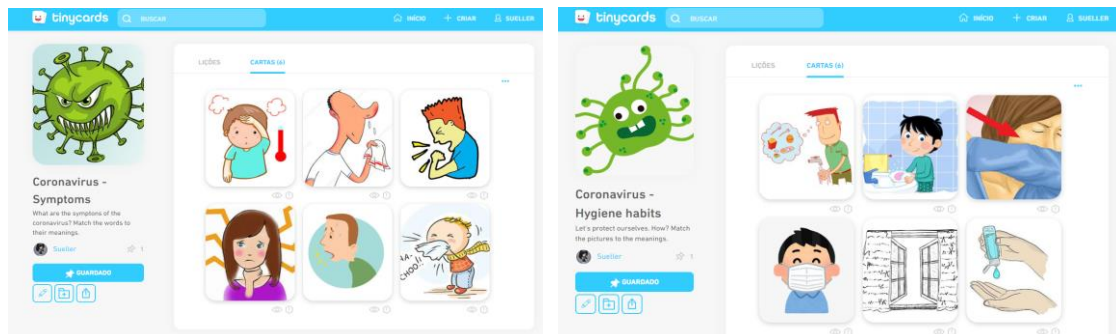 tinycards BUSCAR INÍCIO + CRIAR SUELLER
LIÇÕES CARTAS (6)
AA-
CHOO!
Coronavirus -
Symptoms
What are the symptons of the
coronavirus? Match the words to
their meanings.
Sueller 1
GUARDADO
tinycards BUSCAR INÍCIO + CRIAR SUELLER
LIÇÕES CARTAS (6)
Coronavirus -
Hygiene habits
Let's protect ourselves. How? Match
the pictures to the meanings.
Sueller 1
GUARDADO